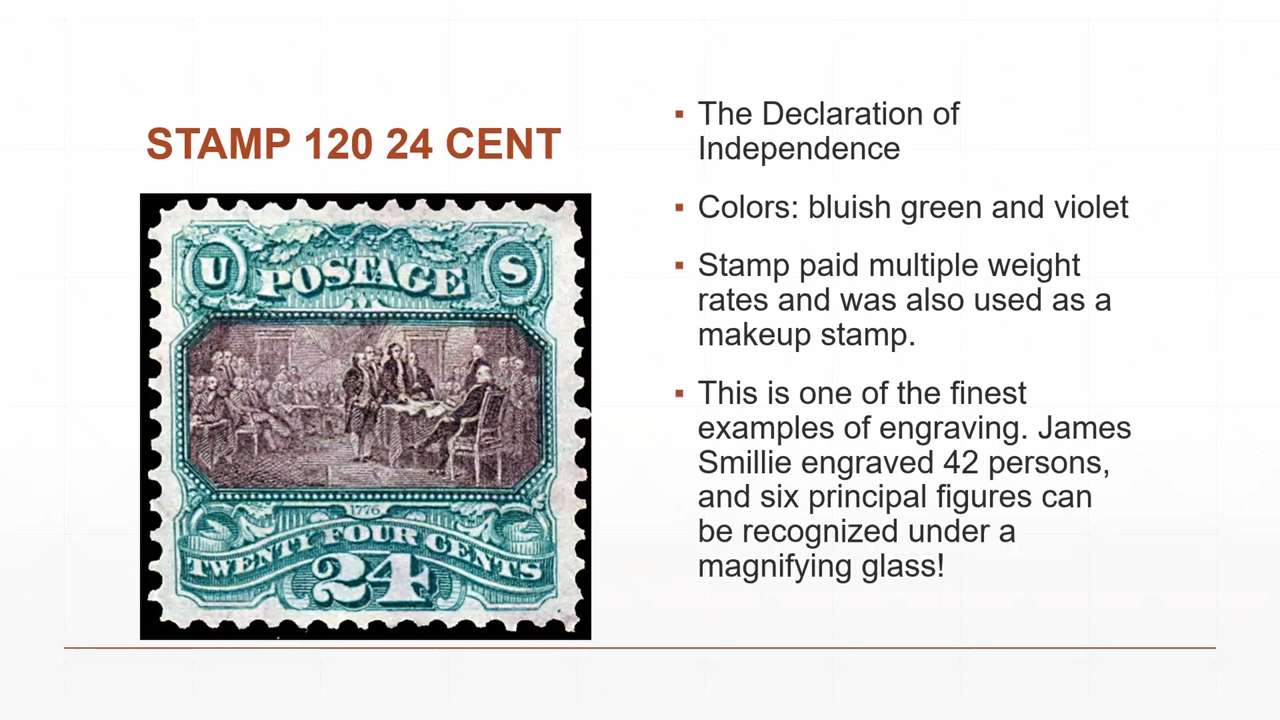 STAMP 120 24 CENT
U POSTAGE S
1776
TWENTY FOUR CENTS
24
▪ The Declaration of
Independence
▪ Colors: bluish green and violet
▪ Stamp paid multiple weight
rates and was also used as a
makeup stamp.
▪ This is one of the finest
examples of engraving. James
Smillie engraved 42 persons,
and six principal figures can
be recognized under a
magnifying glass!